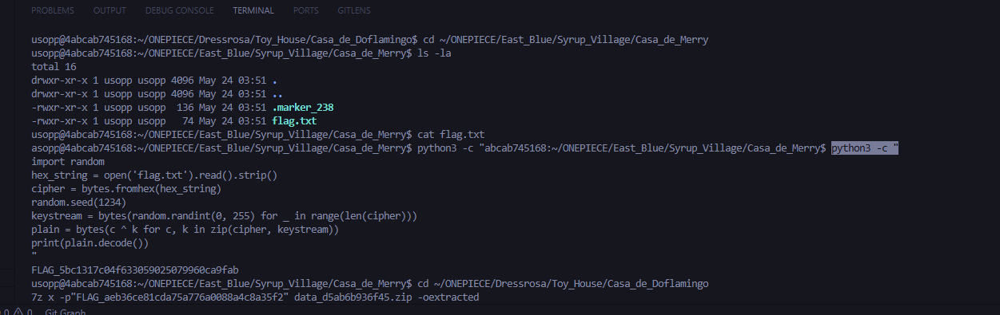 PROBLEMS OUTPUT DEBUG CONSOLE TERMINAL PORTS GITLENS
usopp@4abcab745168:~/ONEPIECE/Dressrosa/Toy_House/Casa_de_Doflamingo$ cd ~/ONEPIECE/East_Blue/Syrup_Village/Casa_de_Merry
usopp@4abcab745168:~/ONEPIECE/East_Blue/Syrup_Village/Casa_de_Merry$ ls -la
total 16
drwxr-xr-x 1 usopp usopp 4096 May 24 03:51 .
drwxr-xr-x 1 usopp usopp 4096 May 24 03:51 ..
-rwxr-xr-x 1 usopp usopp  136 May 24 03:51 .marker_238
-rwxr-xr-x 1 usopp usopp   74 May 24 03:51 flag.txt
usopp@4abcab745168:~/ONEPIECE/East_Blue/Syrup_Village/Casa_de_Merry$ cat flag.txt
asopp@4abcab745168:~/ONEPIECE/East_Blue/Syrup_Village/Casa_de_Merry$ python3 -c "abcab745168:~/ONEPIECE/East_Blue/Syrup_Village/Casa_de_Merry$ python3 -c "
import random
hex_string = open('flag.txt').read().strip()
cipher = bytes.fromhex(hex_string)
random.seed(1234)
keystream = bytes(random.randint(0, 255) for _ in range(len(cipher)))
plain = bytes(c ^ k for c, k in zip(cipher, keystream))
print(plain.decode())
"
FLAG_5bc1317c04f633059025079960ca9fab
usopp@4abcab745168:~/ONEPIECE/East_Blue/Syrup_Village/Casa_de_Merry$ cd ~/ONEPIECE/Dressrosa/Toy_House/Casa_de_Doflamingo
7z x -p"FLAG_aeb36ce81cda75a776a0088a4c8a35f2" data_d5ab6b936f45.zip -oextracted
0 0 Git Graph